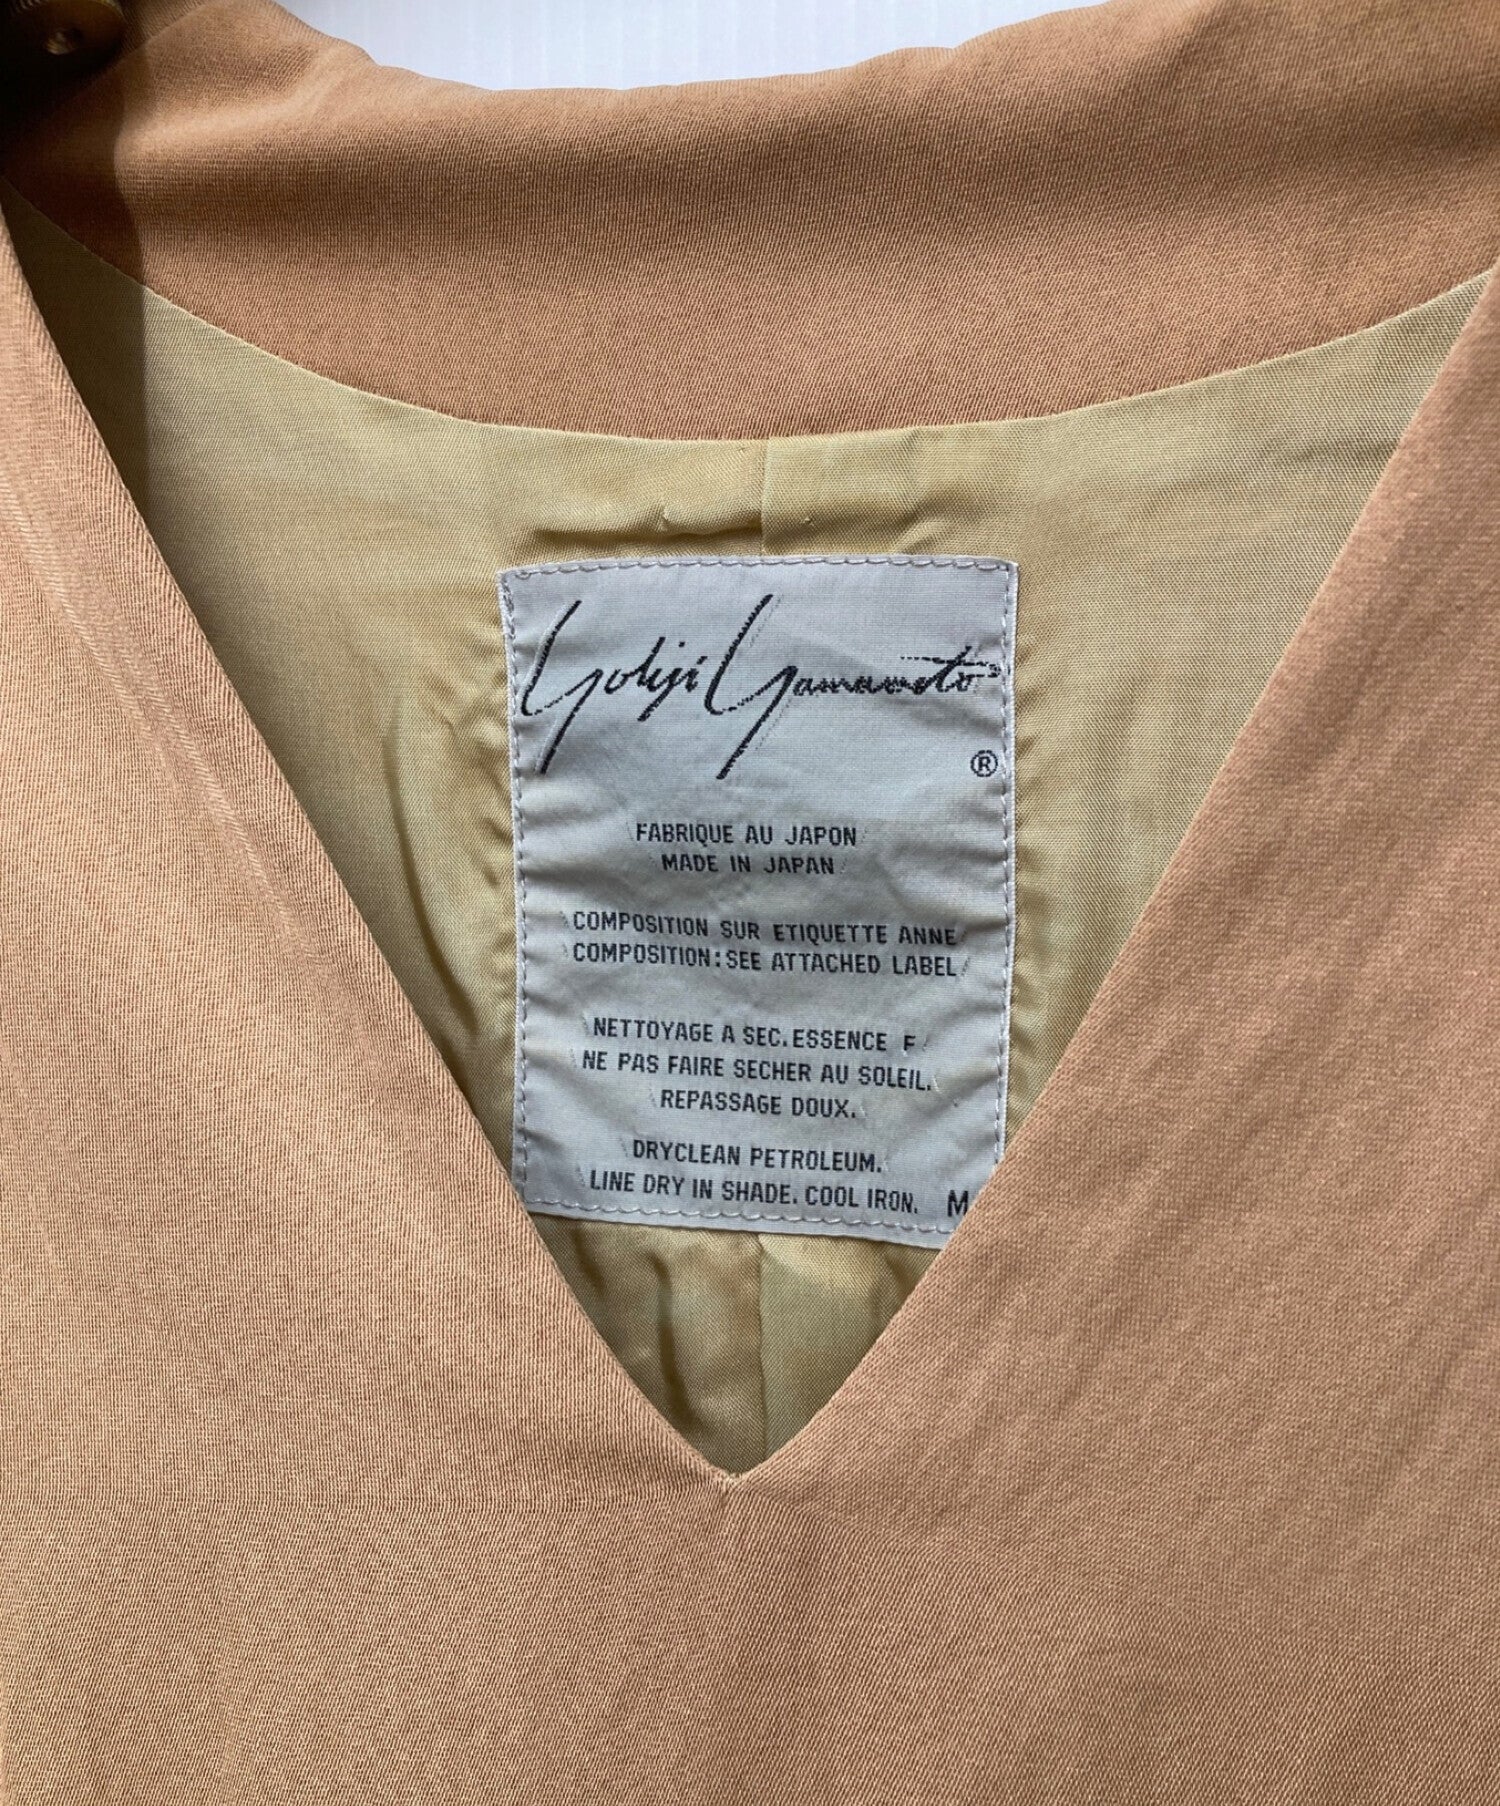 Yohji Yamamoto
®
FABRIQUE AU JAPON
MADE IN JAPAN
COMPOSITION SUR ETIQUETTE ANNE
COMPOSITION: SEE ATTACHED LABEL
NETTOYAGE A SEC. ESSENCE F
NE PAS FAIRE SECHER AU SOLEIL.
REPASSAGE DOUX.
DRYCLEAN PETROLEUM.
LINE DRY IN SHADE. COOL IRON. M